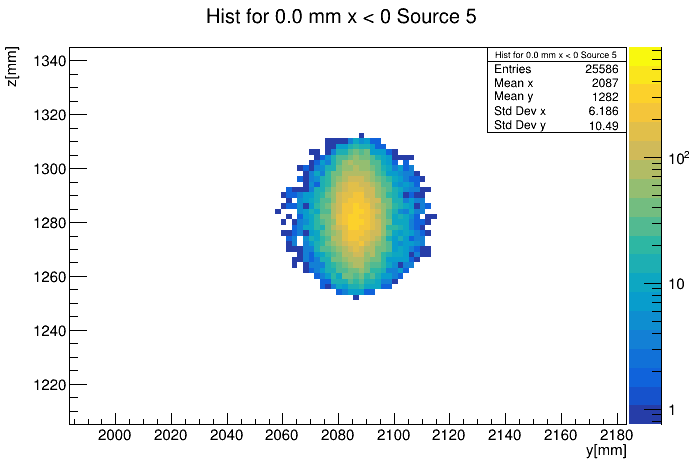 Hist for 0.0 mm x < 0 Source 5
z[mm]
Hist for 0.0 mm x < 0 Source 5
Entries 25586
Mean x 2087
Mean y 1282
Std Dev x 6.186
Std Dev y 10.49
1340
1320
1300
1280
1260
1240
1220
10²
10
1
2000 2020 2040 2060 2080 2100 2120 2140 2160 2180
y[mm]